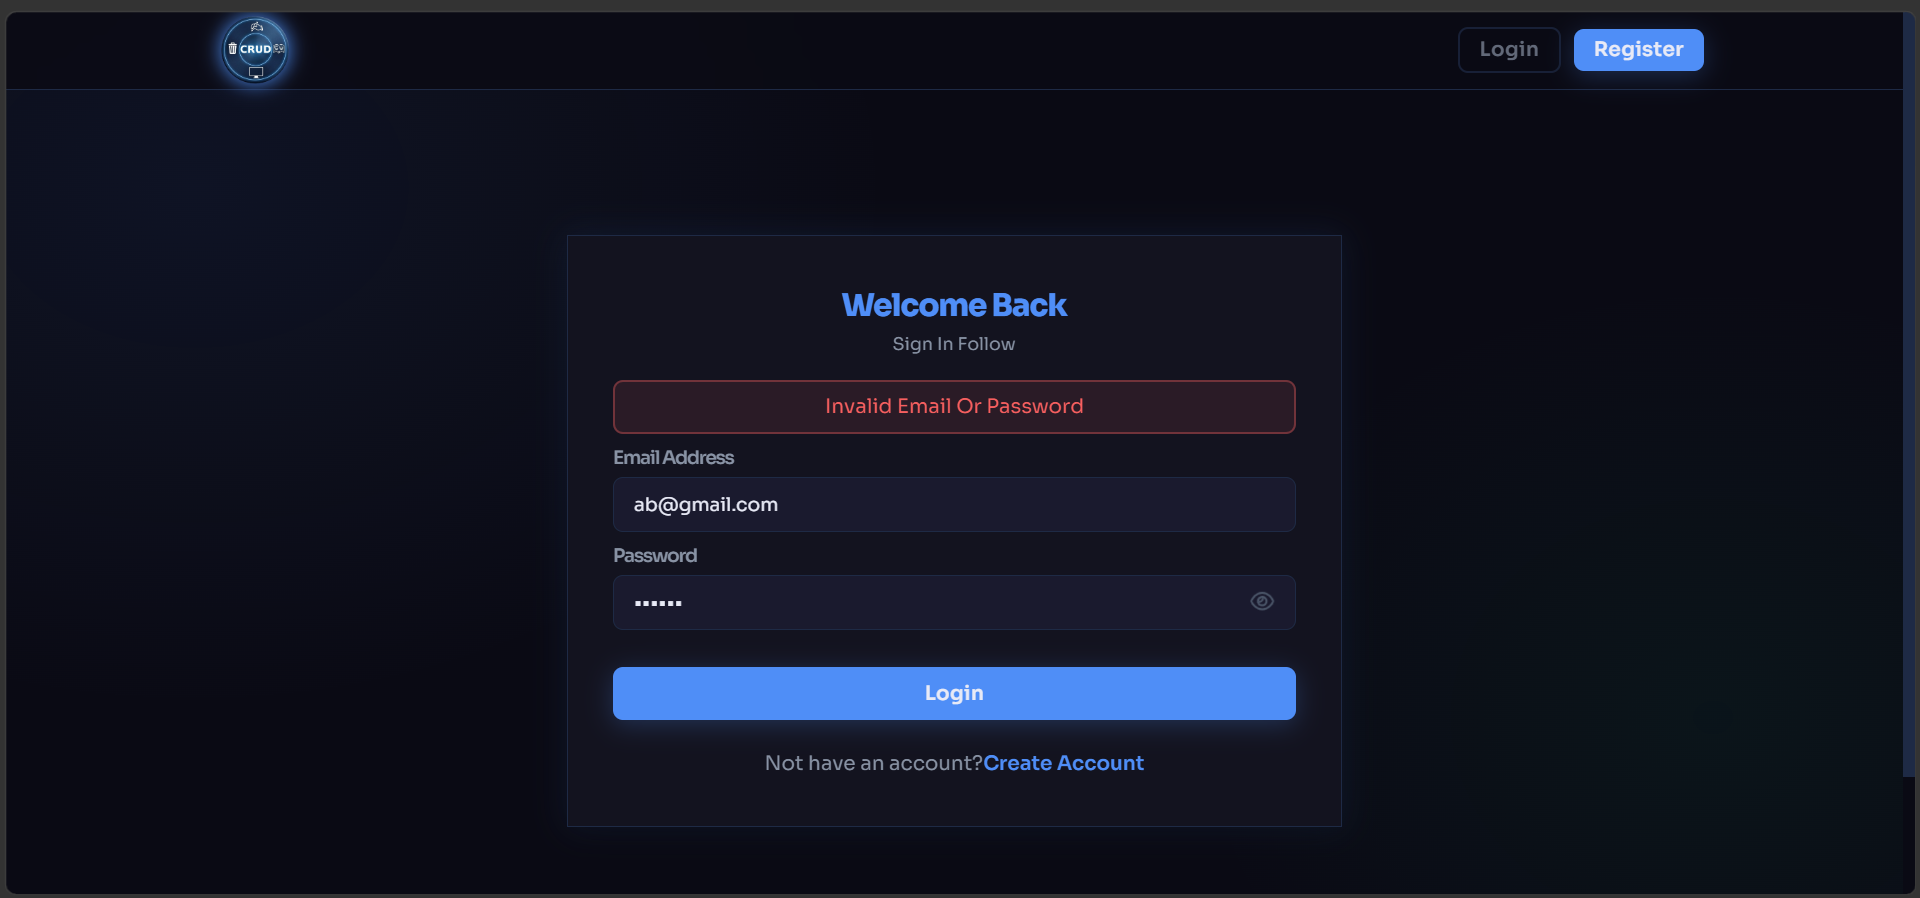 CRUD
Login
Register
Welcome Back
Sign In Follow
Invalid Email Or Password
Email Address
ab@gmail.com
Password
••••••
Login
Not have an account?Create Account